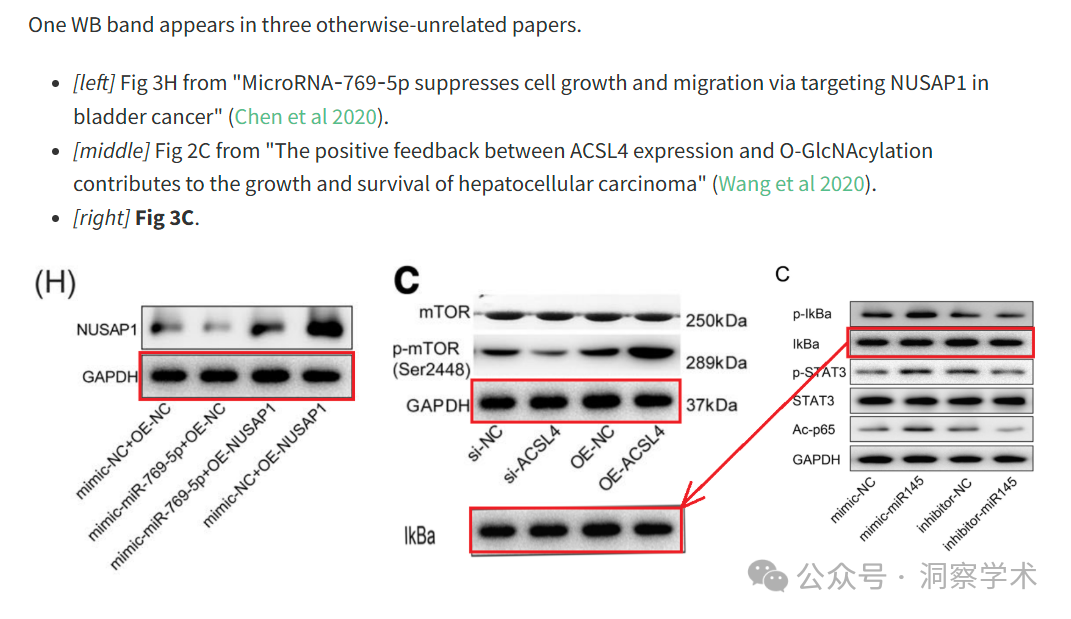 One WB band appears in three otherwise-unrelated papers.
• [left] Fig 3H from "MicroRNA-769-5p suppresses cell growth and migration via targeting NUSAP1 in
bladder cancer" (Chen et al 2020).
• [middle] Fig 2C from "The positive feedback between ACSL4 expression and O-GlcNAcylation
contributes to the growth and survival of hepatocellular carcinoma" (Wang et al 2020).
• [right] Fig 3C.
(H)
NUSAP1
GAPDH
mimic-NC+OE-NC
mimic-miR-769-5p+OE-NC
mimic-miR-769-5p+OE-NUSAP1
mimic-NC+OE-NUSAP1
C
mTOR
250kDa
p-mTOR
(Ser2448)
289kDa
GAPDH
37kDa
si-NC
si-ACSL4
OE-NC
OE-ACSL4
IkBa
C
p-IkBa
IkBa
p-STAT3
STAT3
Ac-p65
GAPDH
mimic-NC
mimic-miR145
inhibitor-NC
inhibitor-miR145
公众号 · 洞察学术